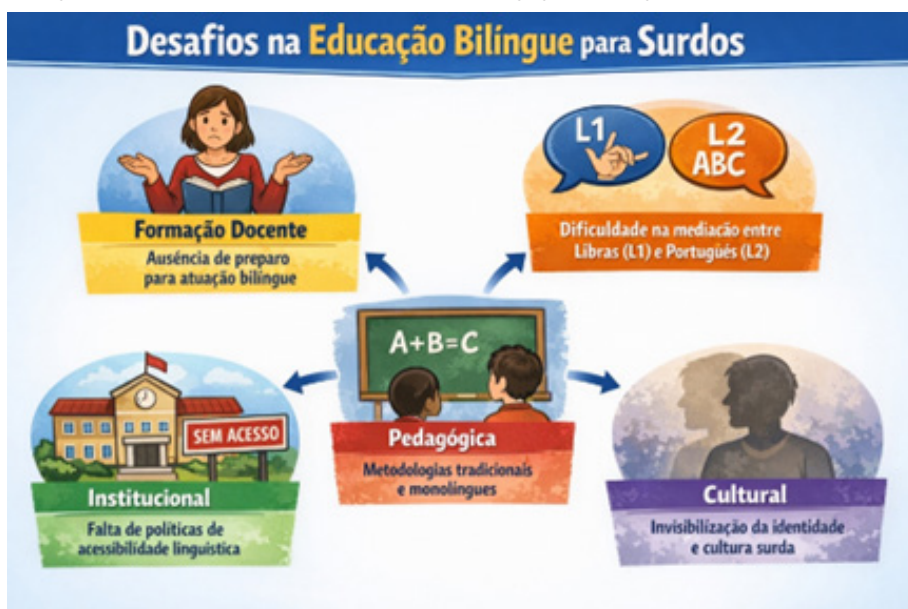 Desafios na Educação Bilíngue para Surdos
Formação Docente
Ausência de preparo
para atuação bilíngue
L1
L2
ABC
Dificuldade na mediação entre
Libras (L1) e Português (L2)
A+B=C
Pedagógica
Metodologias tradicionais
e monolíngues
SEM ACESSO
Institucional
Falta de políticas de
acessibilidade linguística
Cultural
Invisibilização da identidade
e cultura surda